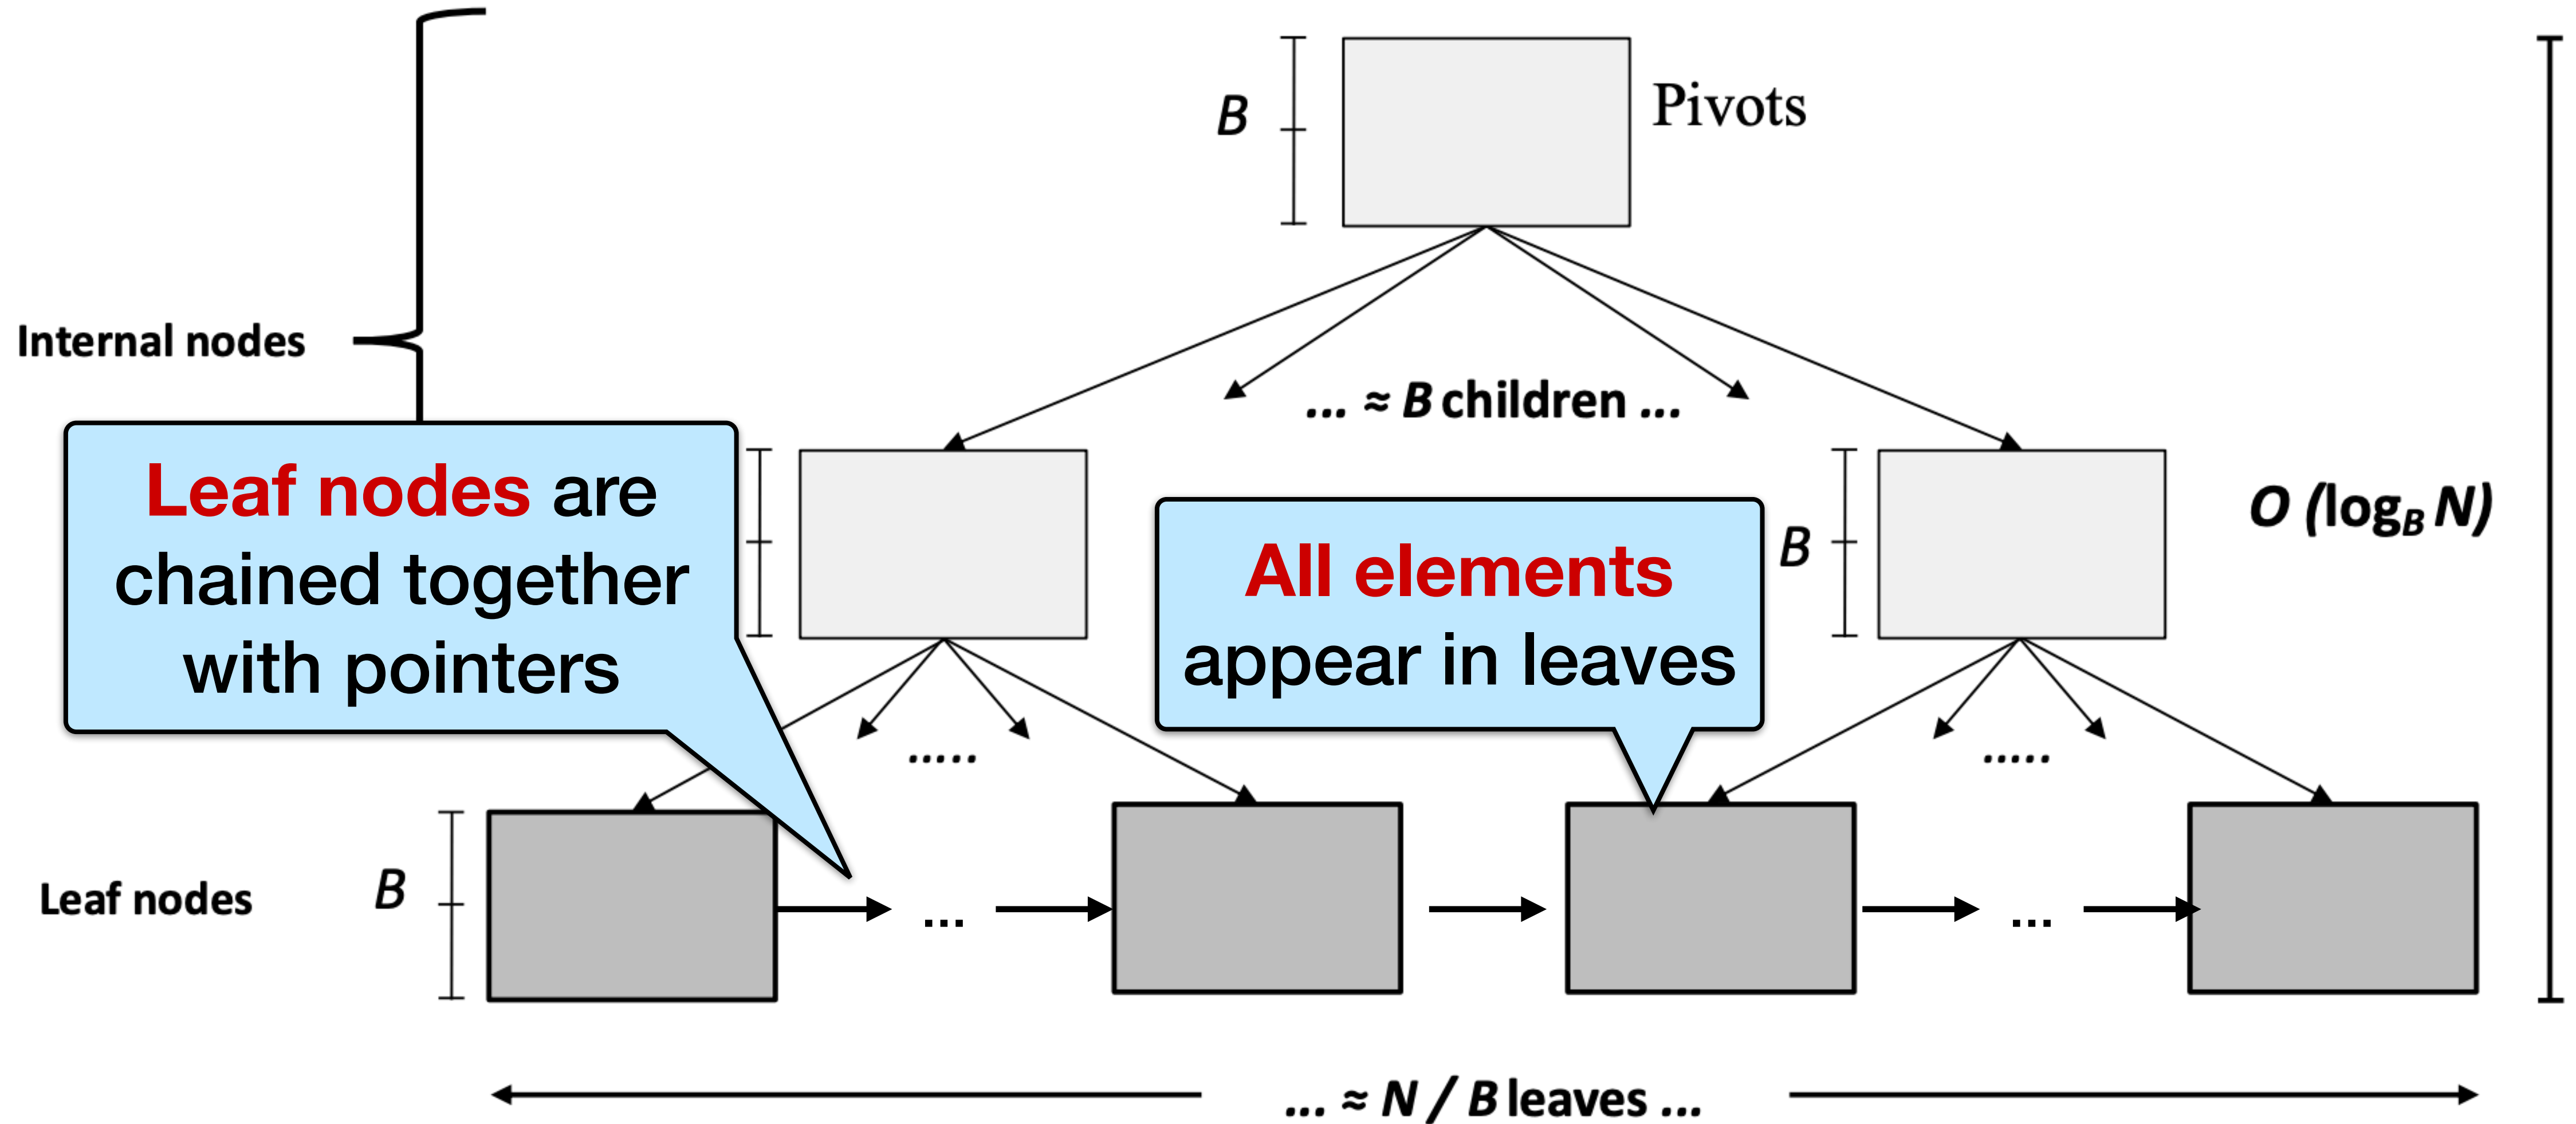 B
Pivots
Internal nodes
... ≈ B children ...
Leaf nodes are
chained together
with pointers
All elements
appear in leaves
B
O (log_B N)
.....
.....
Leaf nodes
B
...
...
... ≈ N / B leaves ...